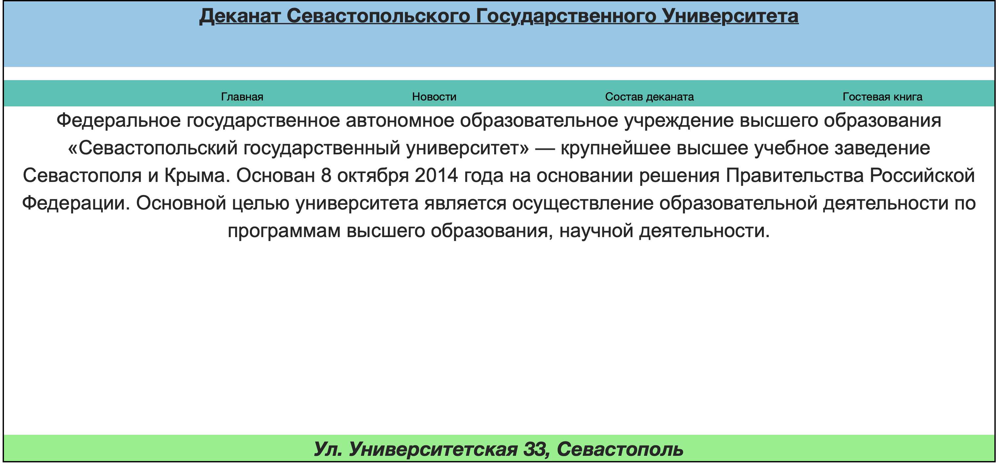 Деканат Севастопольского Государственного Университета
Главная
Новости
Состав деканата
Гостевая книга
Федеральное государственное автономное образовательное учреждение высшего образования
«Севастопольский государственный университет» — крупнейшее высшее учебное заведение
Севастополя и Крыма. Основан 8 октября 2014 года на основании решения Правительства Российской
Федерации. Основной целью университета является осуществление образовательной деятельности по
программам высшего образования, научной деятельности.
Ул. Университетская 33, Севастополь